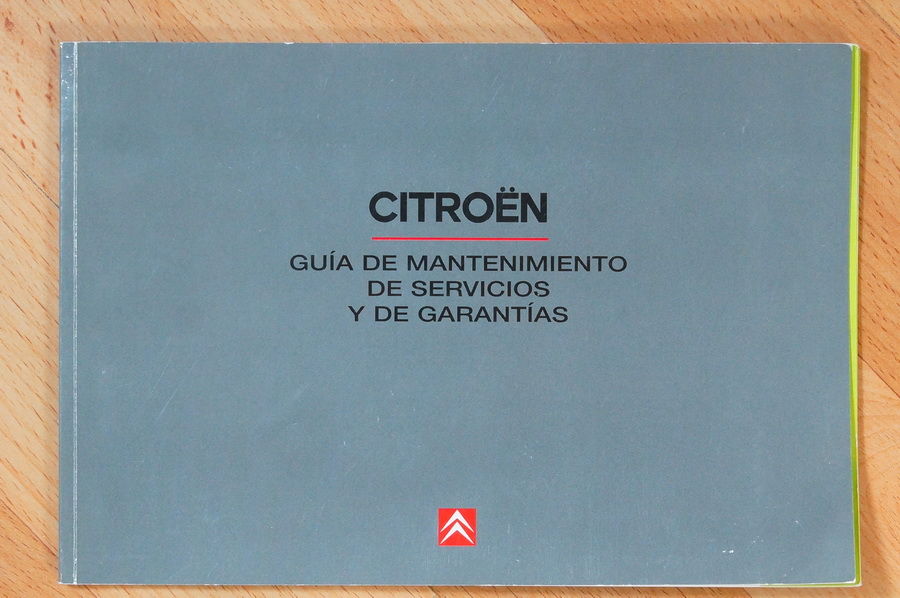 CITROËN
GUÍA DE MANTENIMIENTO
DE SERVICIOS
Y DE GARANTÍAS